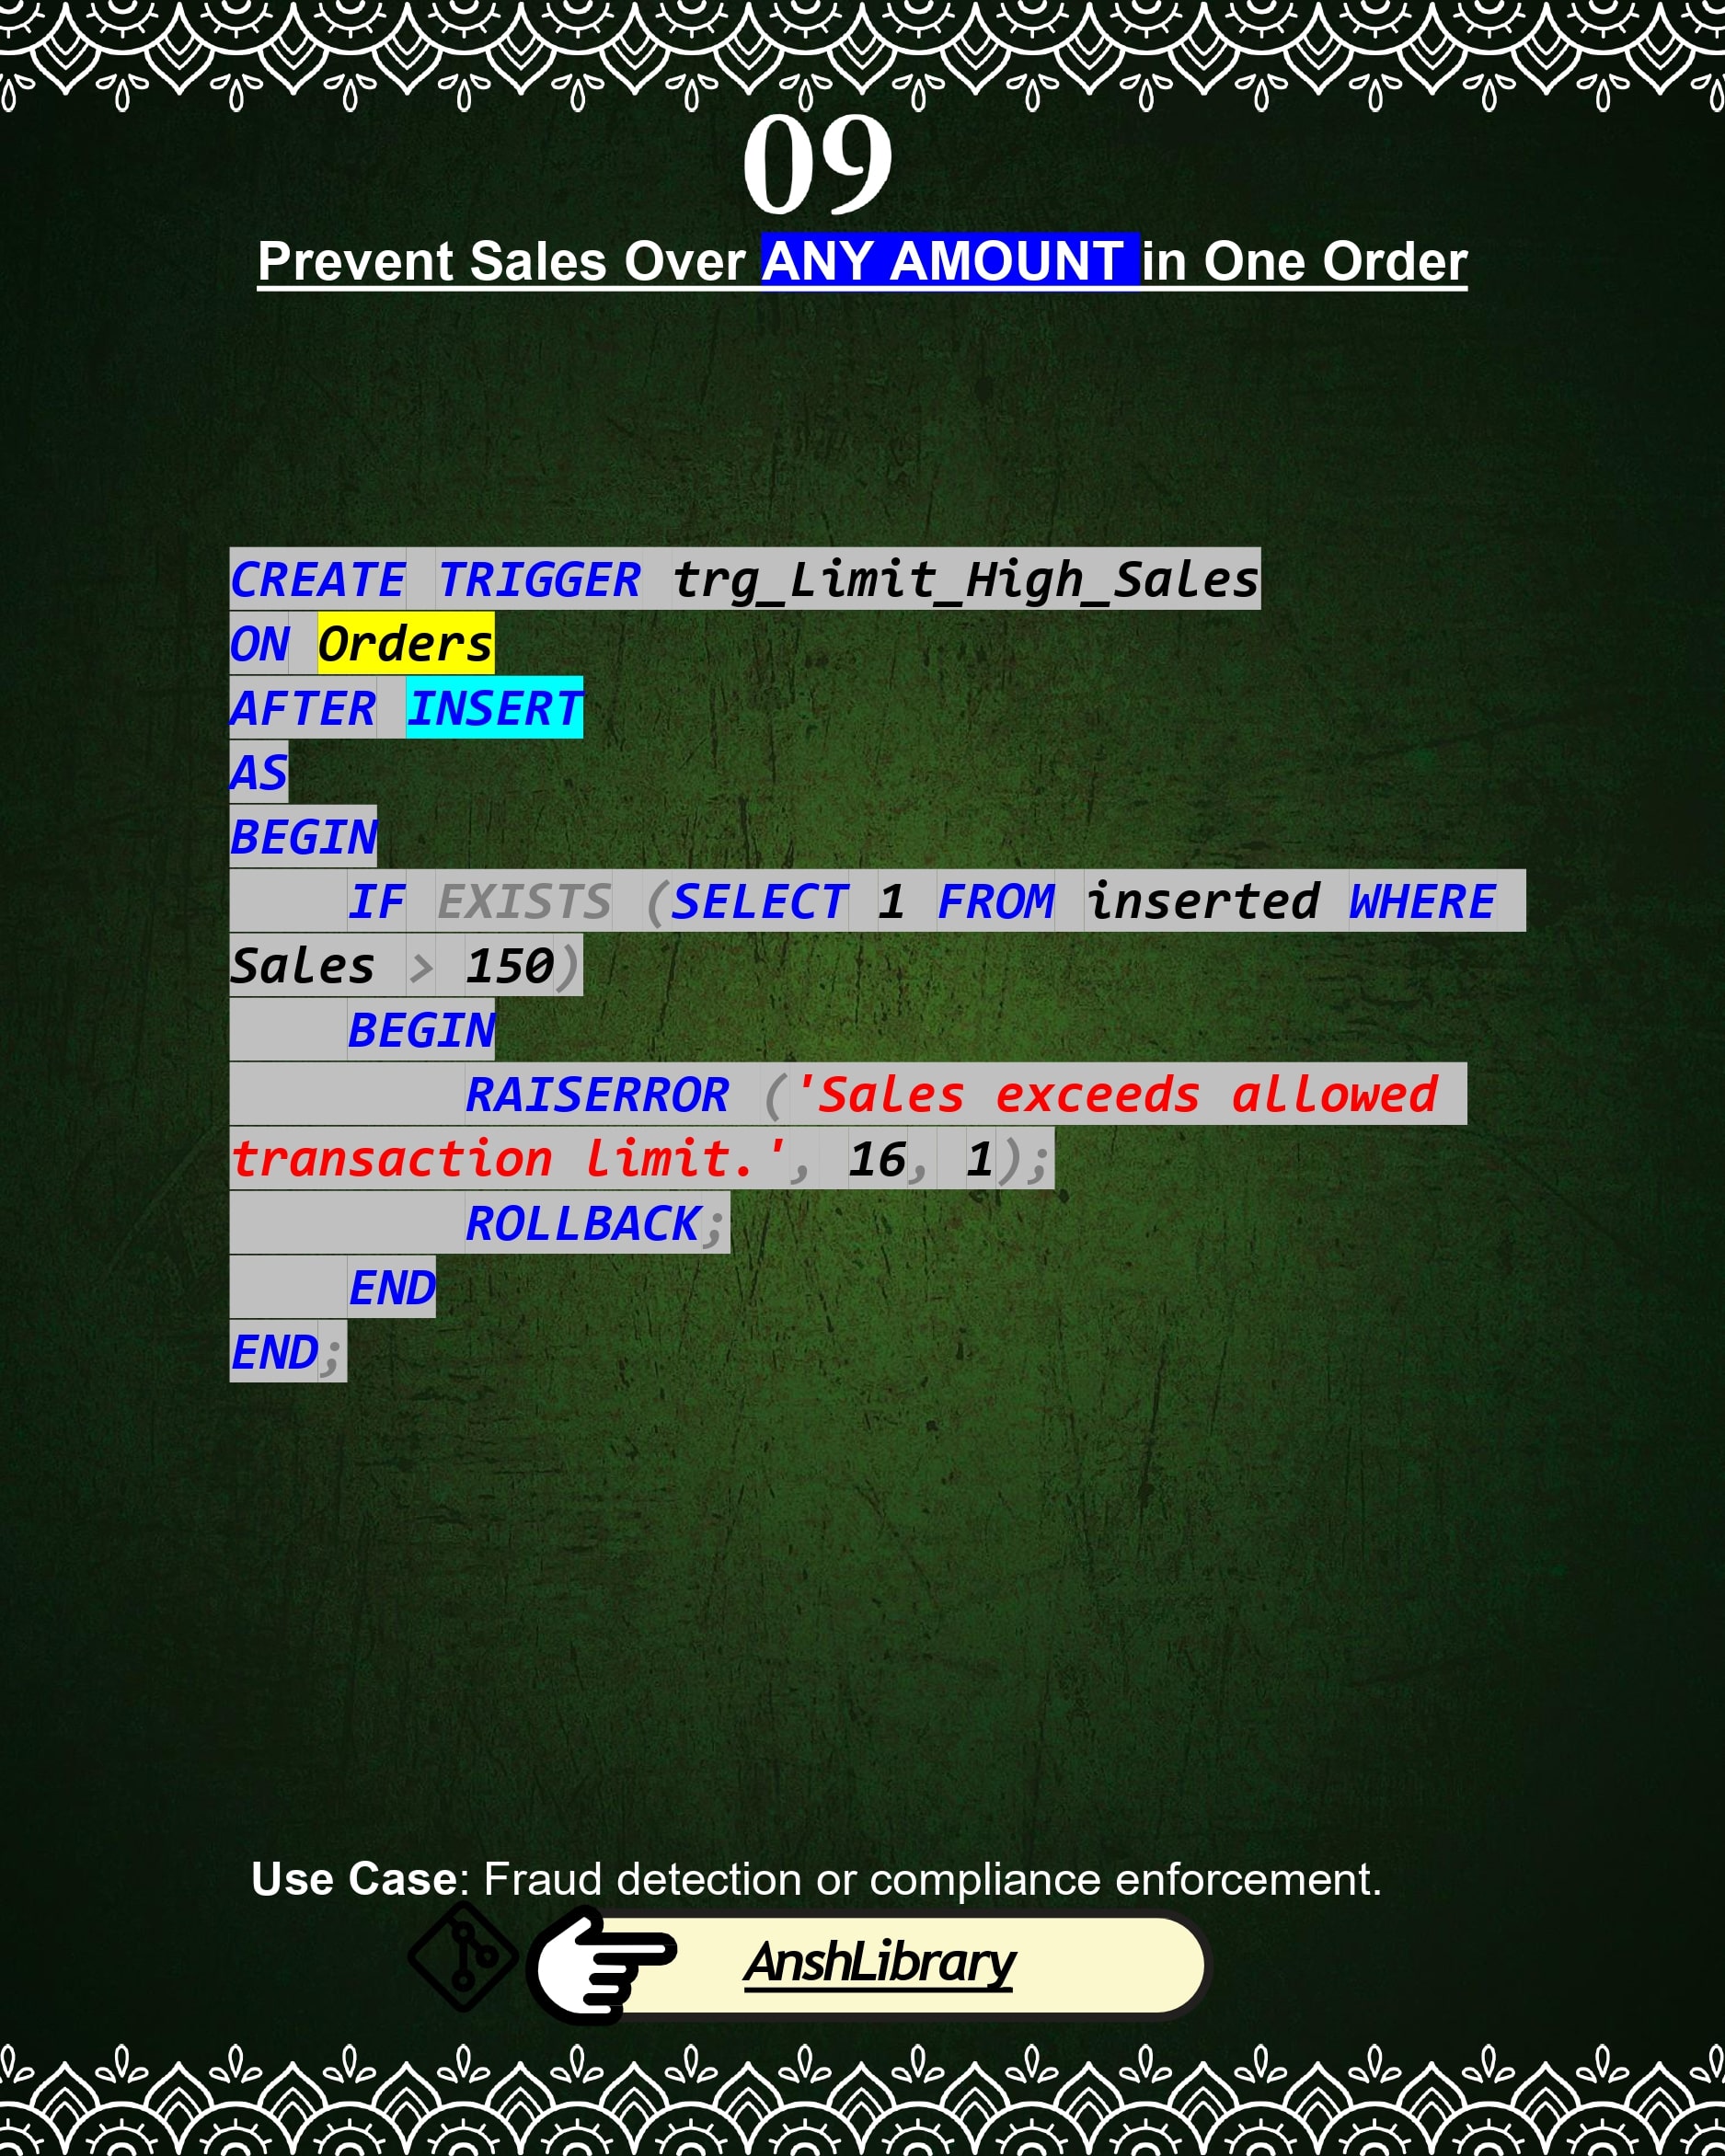 09
Prevent Sales Over ANY AMOUNT in One Order
CREATE TRIGGER trg_Limit_High_Sales
ON Orders
AFTER INSERT
AS
BEGIN
    IF EXISTS (SELECT 1 FROM inserted WHERE
Sales > 150)
    BEGIN
        RAISERROR ('Sales exceeds allowed
transaction limit.', 16, 1);
        ROLLBACK;
    END
END;
Use Case: Fraud detection or compliance enforcement.
AnshLibrary